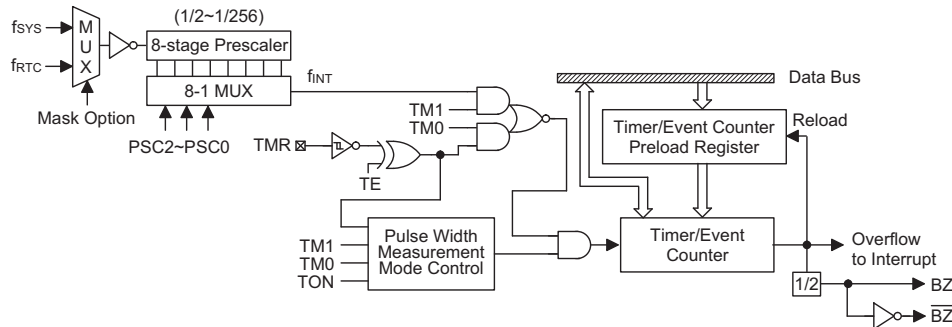 (1/2~1/256)
fSYS
MUX
8-stage Prescaler
fRTC
8-1 MUX
fINT
Mask Option
PSC2~PSC0
TM1
TM0
TMR
TE
Data Bus
Timer/Event Counter
Preload Register
Reload
TM1
TM0
TON
Pulse Width
Measurement
Mode Control
Timer/Event
Counter
Overflow
to Interrupt
1/2
BZ
B̅Z̅